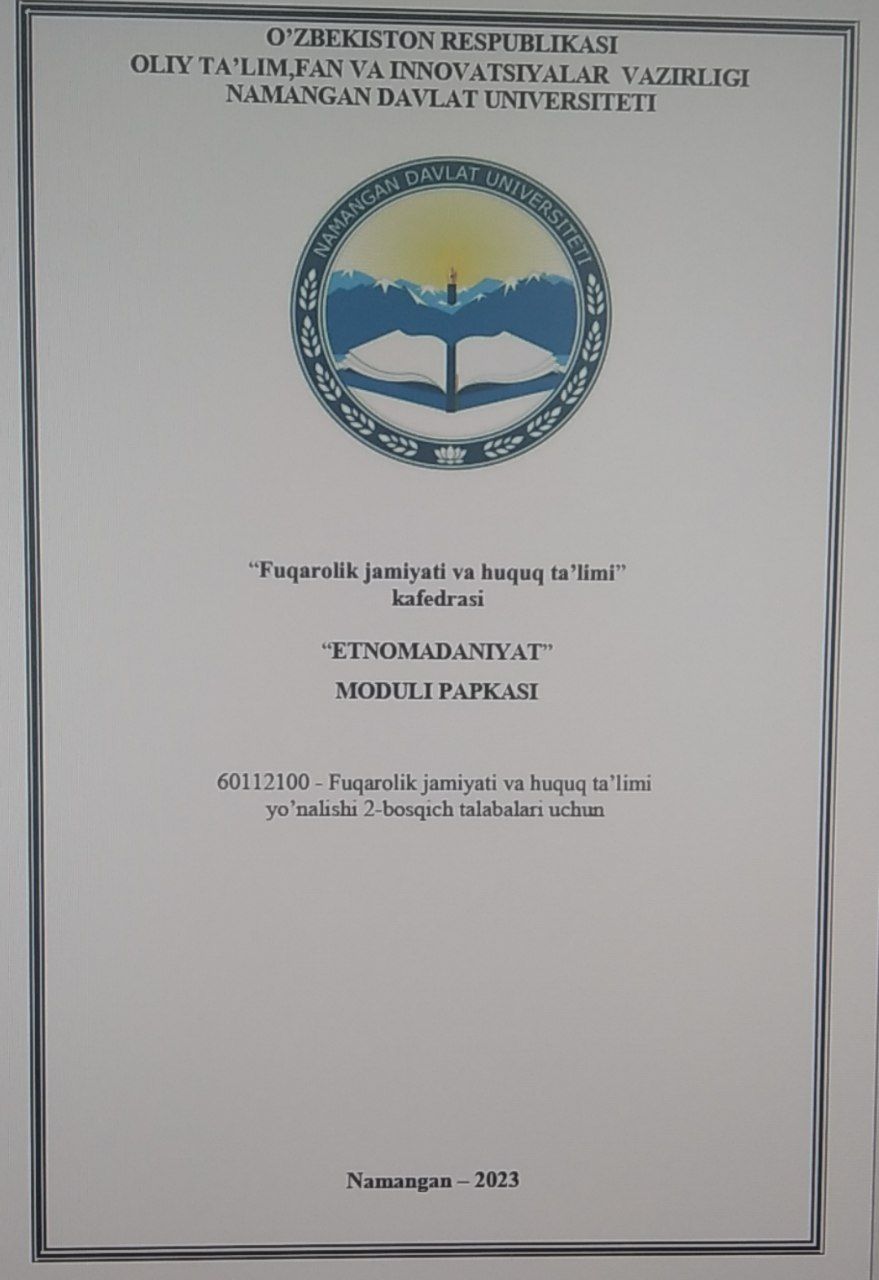 O’ZBEKISTON RESPUBLIKASI
OLIY TA’LIM,FAN VA INNOVATSIYALAR VAZIRLIGI
NAMANGAN DAVLAT UNIVERSITETI
NAMANGAN DAVLAT UNIVERSITETI
“Fuqarolik jamiyati va huquq ta’limi”
kafedrasi
“ETNOMADANIYAT”
MODULI PAPKASI
60112100 - Fuqarolik jamiyati va huquq ta’limi
yo’nalishi 2-bosqich talabalari uchun
Namangan – 2023